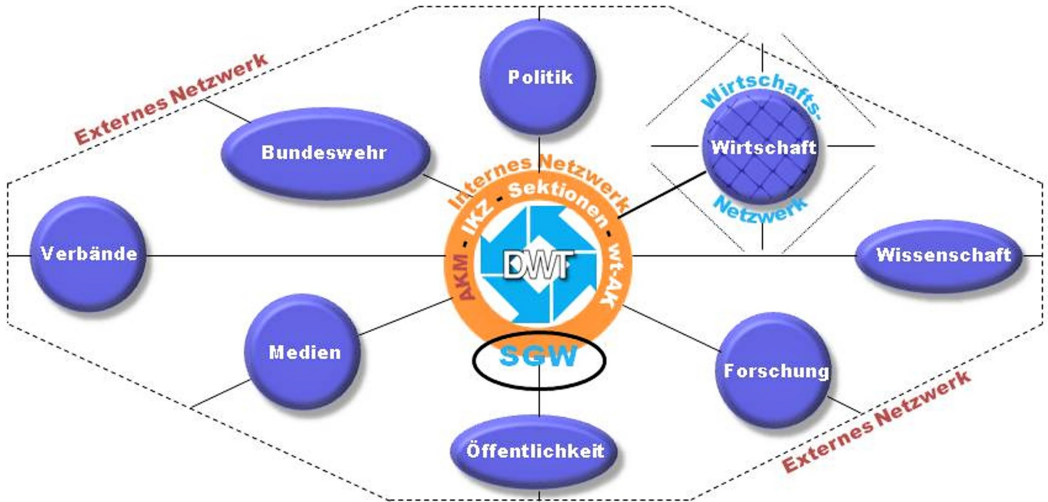 Externes Netzwerk
Politik
Wirtschafts-
Wirtschaft
Netzwerk
Bundeswehr
Internes Netzwerk
AKM - IKZ - Sektionen - wt-AK
DWT
SGW
Verbände
Wissenschaft
Medien
Forschung
Öffentlichkeit
Externes Netzwerk